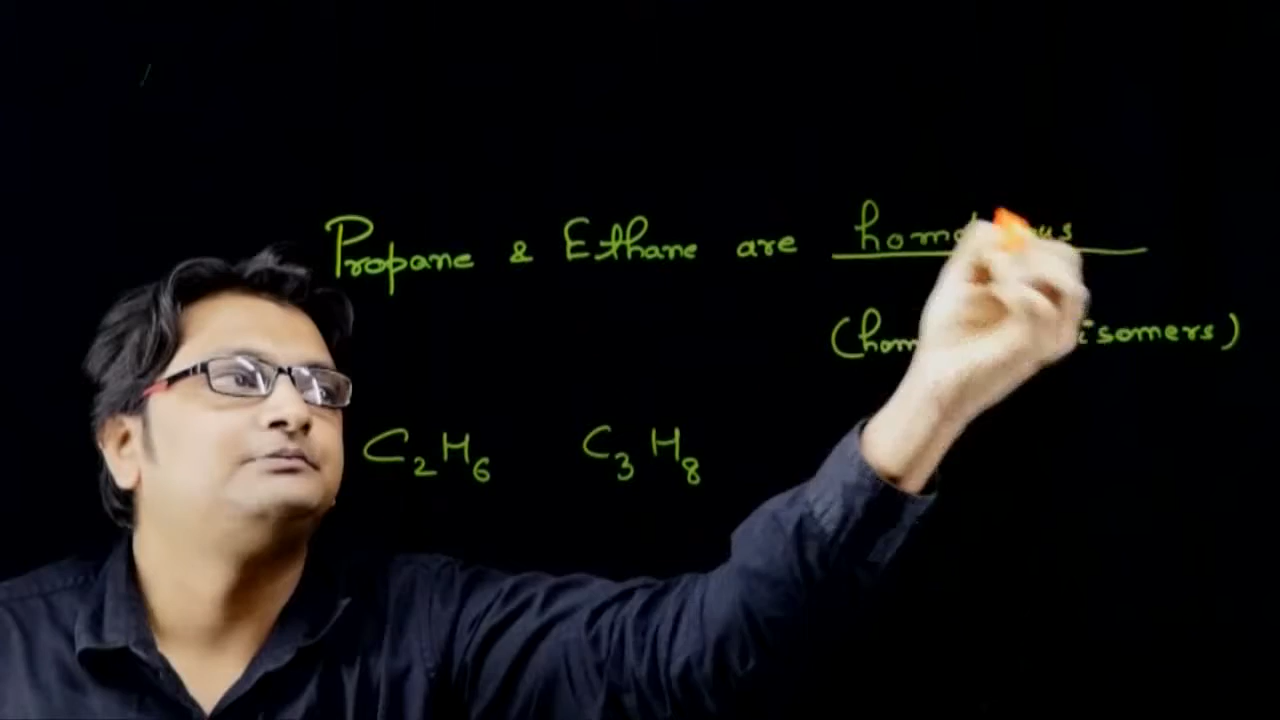 Propane & Ethane are
isomers)
C₂H₆ C₃H₈